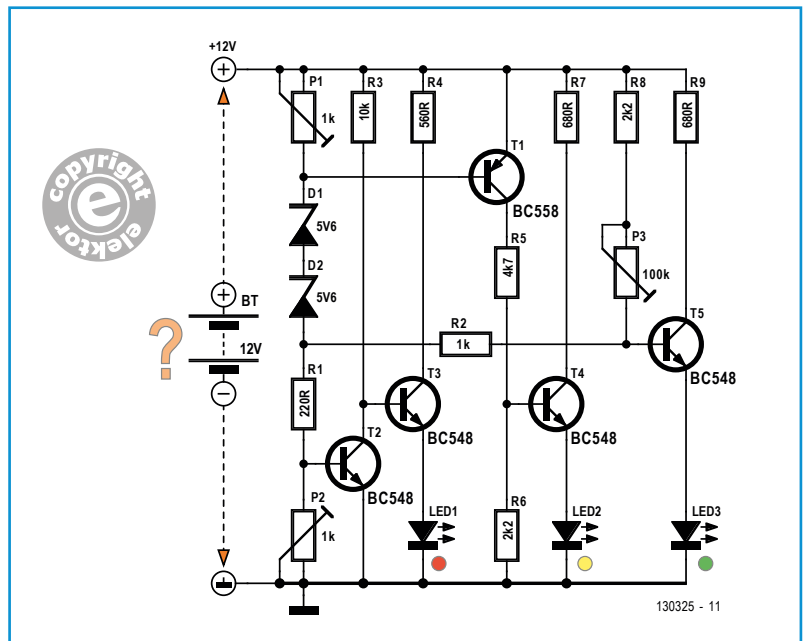 +12V
P1
1k
R3
10k
R4
560R
R7
680R
R8
2k2
R9
680R
T1
BC558
copyright
e
elektor
D1
5V6
D2
5V6
R5
4k7
P3
100k
BT
?
12V
R2
1k
T5
BC548
R1
220R
T3
BC548
T4
BC548
T2
BC548
P2
1k
R6
2k2
LED1
LED2
LED3
130325 - 11